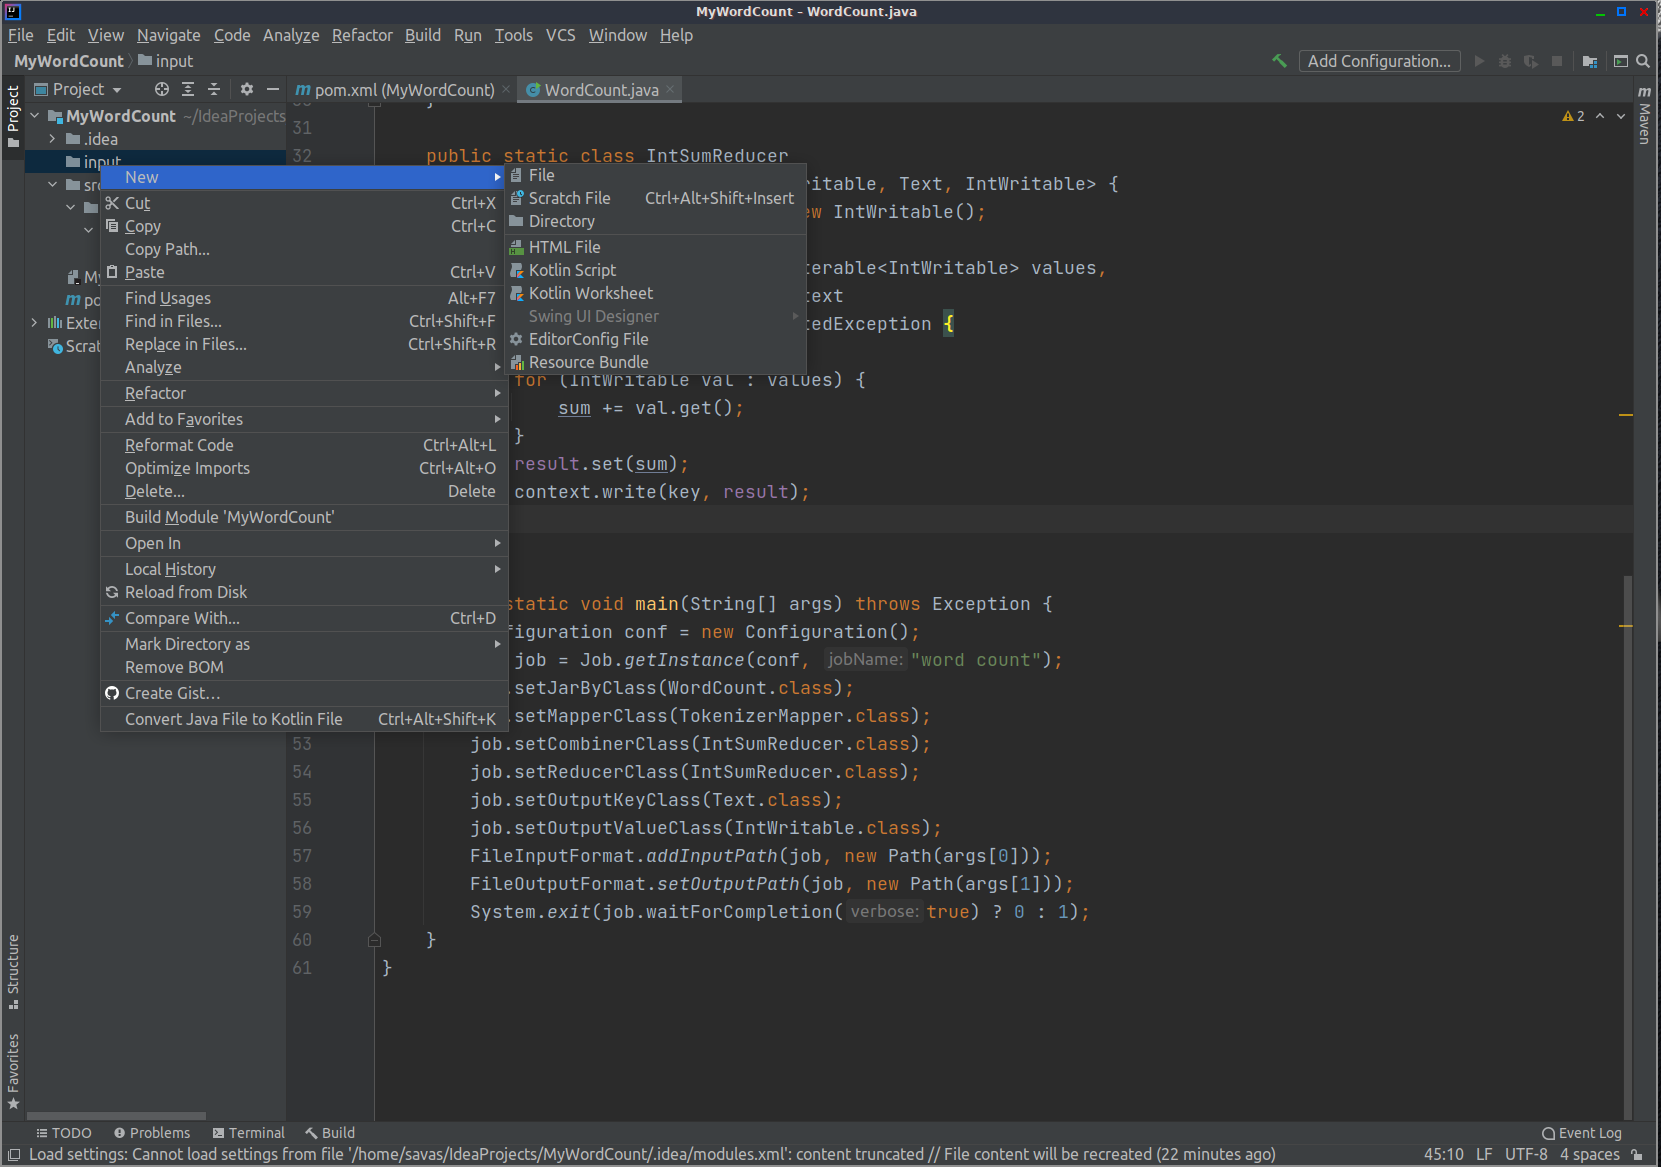 MyWordCount - WordCount.java
File Edit View Navigate Code Analyze Refactor Build Run Tools VCS Window Help
MyWordCount input
Add Configuration...
Project
pom.xml (MyWordCount)
WordCount.java
Project
MyWordCount ~/IdeaProjects
.idea
input
src
Scrat
New
Cut Ctrl+X
Copy Ctrl+C
Copy Path...
Paste Ctrl+V
Find Usages Alt+F7
Find in Files... Ctrl+Shift+F
Replace in Files... Ctrl+Shift+R
Analyze
Refactor
Add to Favorites
Reformat Code Ctrl+Alt+L
Optimize Imports Ctrl+Alt+O
Delete... Delete
Build Module 'MyWordCount'
Open In
Local History
Reload from Disk
Compare With... Ctrl+D
Mark Directory as
Remove BOM
Create Gist...
Convert Java File to Kotlin File Ctrl+Alt+Shift+K
File
Scratch File Ctrl+Alt+Shift+Insert
Directory
HTML File
Kotlin Script
Kotlin Worksheet
Swing UI Designer
EditorConfig File
Resource Bundle
31
32 public static class IntSumReducer
ritable, Text, IntWritable> {
ew IntWritable();
terable<IntWritable> values,
text
tedException {
for (IntWritable val : values) {
sum += val.get();
}
result.set(sum);
context.write(key, result);
static void main(String[] args) throws Exception {
figuration conf = new Configuration();
job = Job.getInstance(conf, jobName: "word count");
.setJarByClass(WordCount.class);
.setMapperClass(TokenizerMapper.class);
53 job.setCombinerClass(IntSumReducer.class);
54 job.setReducerClass(IntSumReducer.class);
55 job.setOutputKeyClass(Text.class);
56 job.setOutputValueClass(IntWritable.class);
57 FileInputFormat.addInputPath(job, new Path(args[0]));
58 FileOutputFormat.setOutputPath(job, new Path(args[1]));
59 System.exit(job.waitForCompletion( verbose: true) ? 0 : 1);
60 }
61 }
2
Maven
Structure
Favorites
TODO Problems Terminal Build Event Log
Load settings: Cannot load settings from file '/home/savas/IdeaProjects/MyWordCount/.idea/modules.xml': content truncated // File content will be recreated (22 minutes ago) 45:10 LF UTF-8 4 spaces